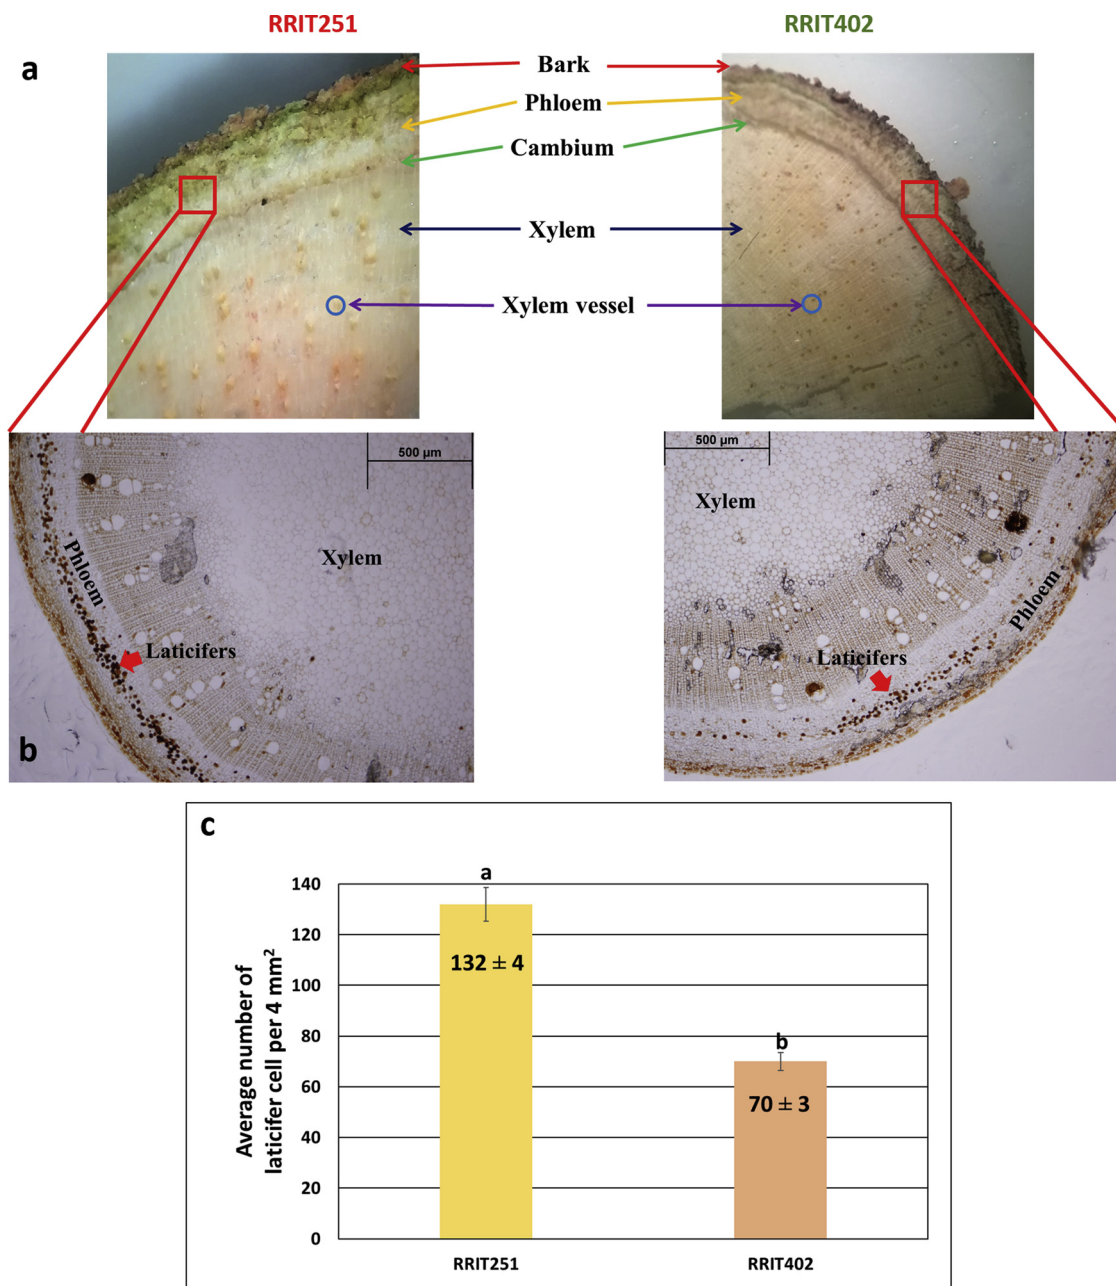 RRIT251
RRIT402
a
Bark
Phloem
Cambium
Xylem
Xylem vessel
500 µm
500 µm
Xylem
Xylem
Phloem
Phloem
Laticifers
Laticifers
b
c
Average number of
laticifer cell per 4 mm²
140
120
100
80
60
40
20
0
a
132 ± 4
b
70 ± 3
RRIT251
RRIT402